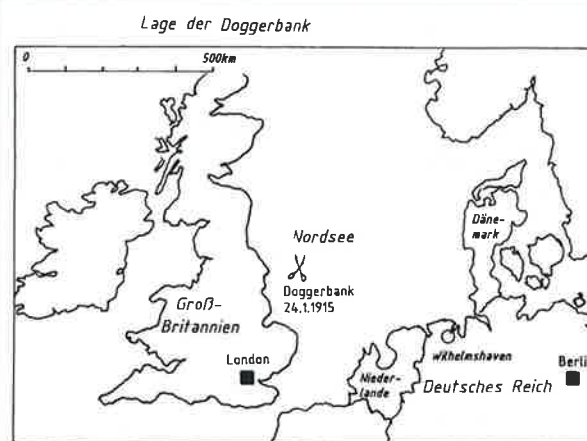 Lage der Doggerbank
0
500km
Nordsee
Doggerbank
24.1.1915
Däne-
mark
Groß-
Britannien
London
Wilhelmshaven
Berli
Nieder-
lande
Deutsches Reich